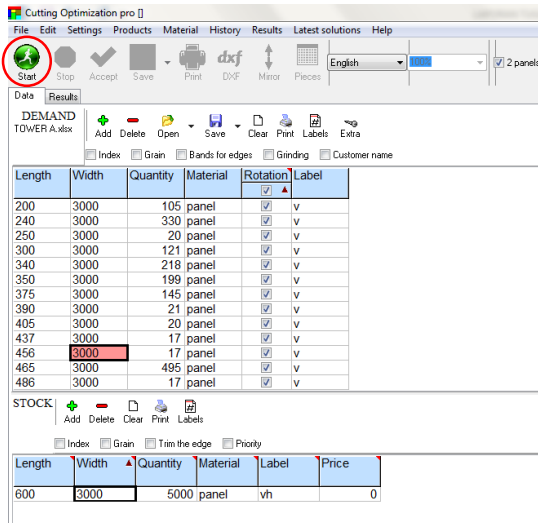 Cutting Optimization pro []
File Edit Settings Products Material History Results Latest solutions Help
English 100% 2 panels
Start Stop Accept Save Print DXF Mirror Pieces
dxf
Data Results
DEMAND
TOWER A.xlsx
Add Delete Open Save Clear Print Labels Extra
Index Grain Bands for edges Grinding Customer name
Length Width Quantity Material Rotation Label
200 3000 105 panel v
240 3000 330 panel v
250 3000 20 panel v
300 3000 121 panel v
340 3000 218 panel v
350 3000 199 panel v
375 3000 145 panel v
390 3000 21 panel v
405 3000 20 panel v
437 3000 17 panel v
456 3000 17 panel v
465 3000 495 panel v
486 3000 17 panel v
STOCK
Add Delete Clear Print Labels
Index Grain Trim the edge Priority
Length Width Quantity Material Label Price
600 3000 5000 panel vh 0